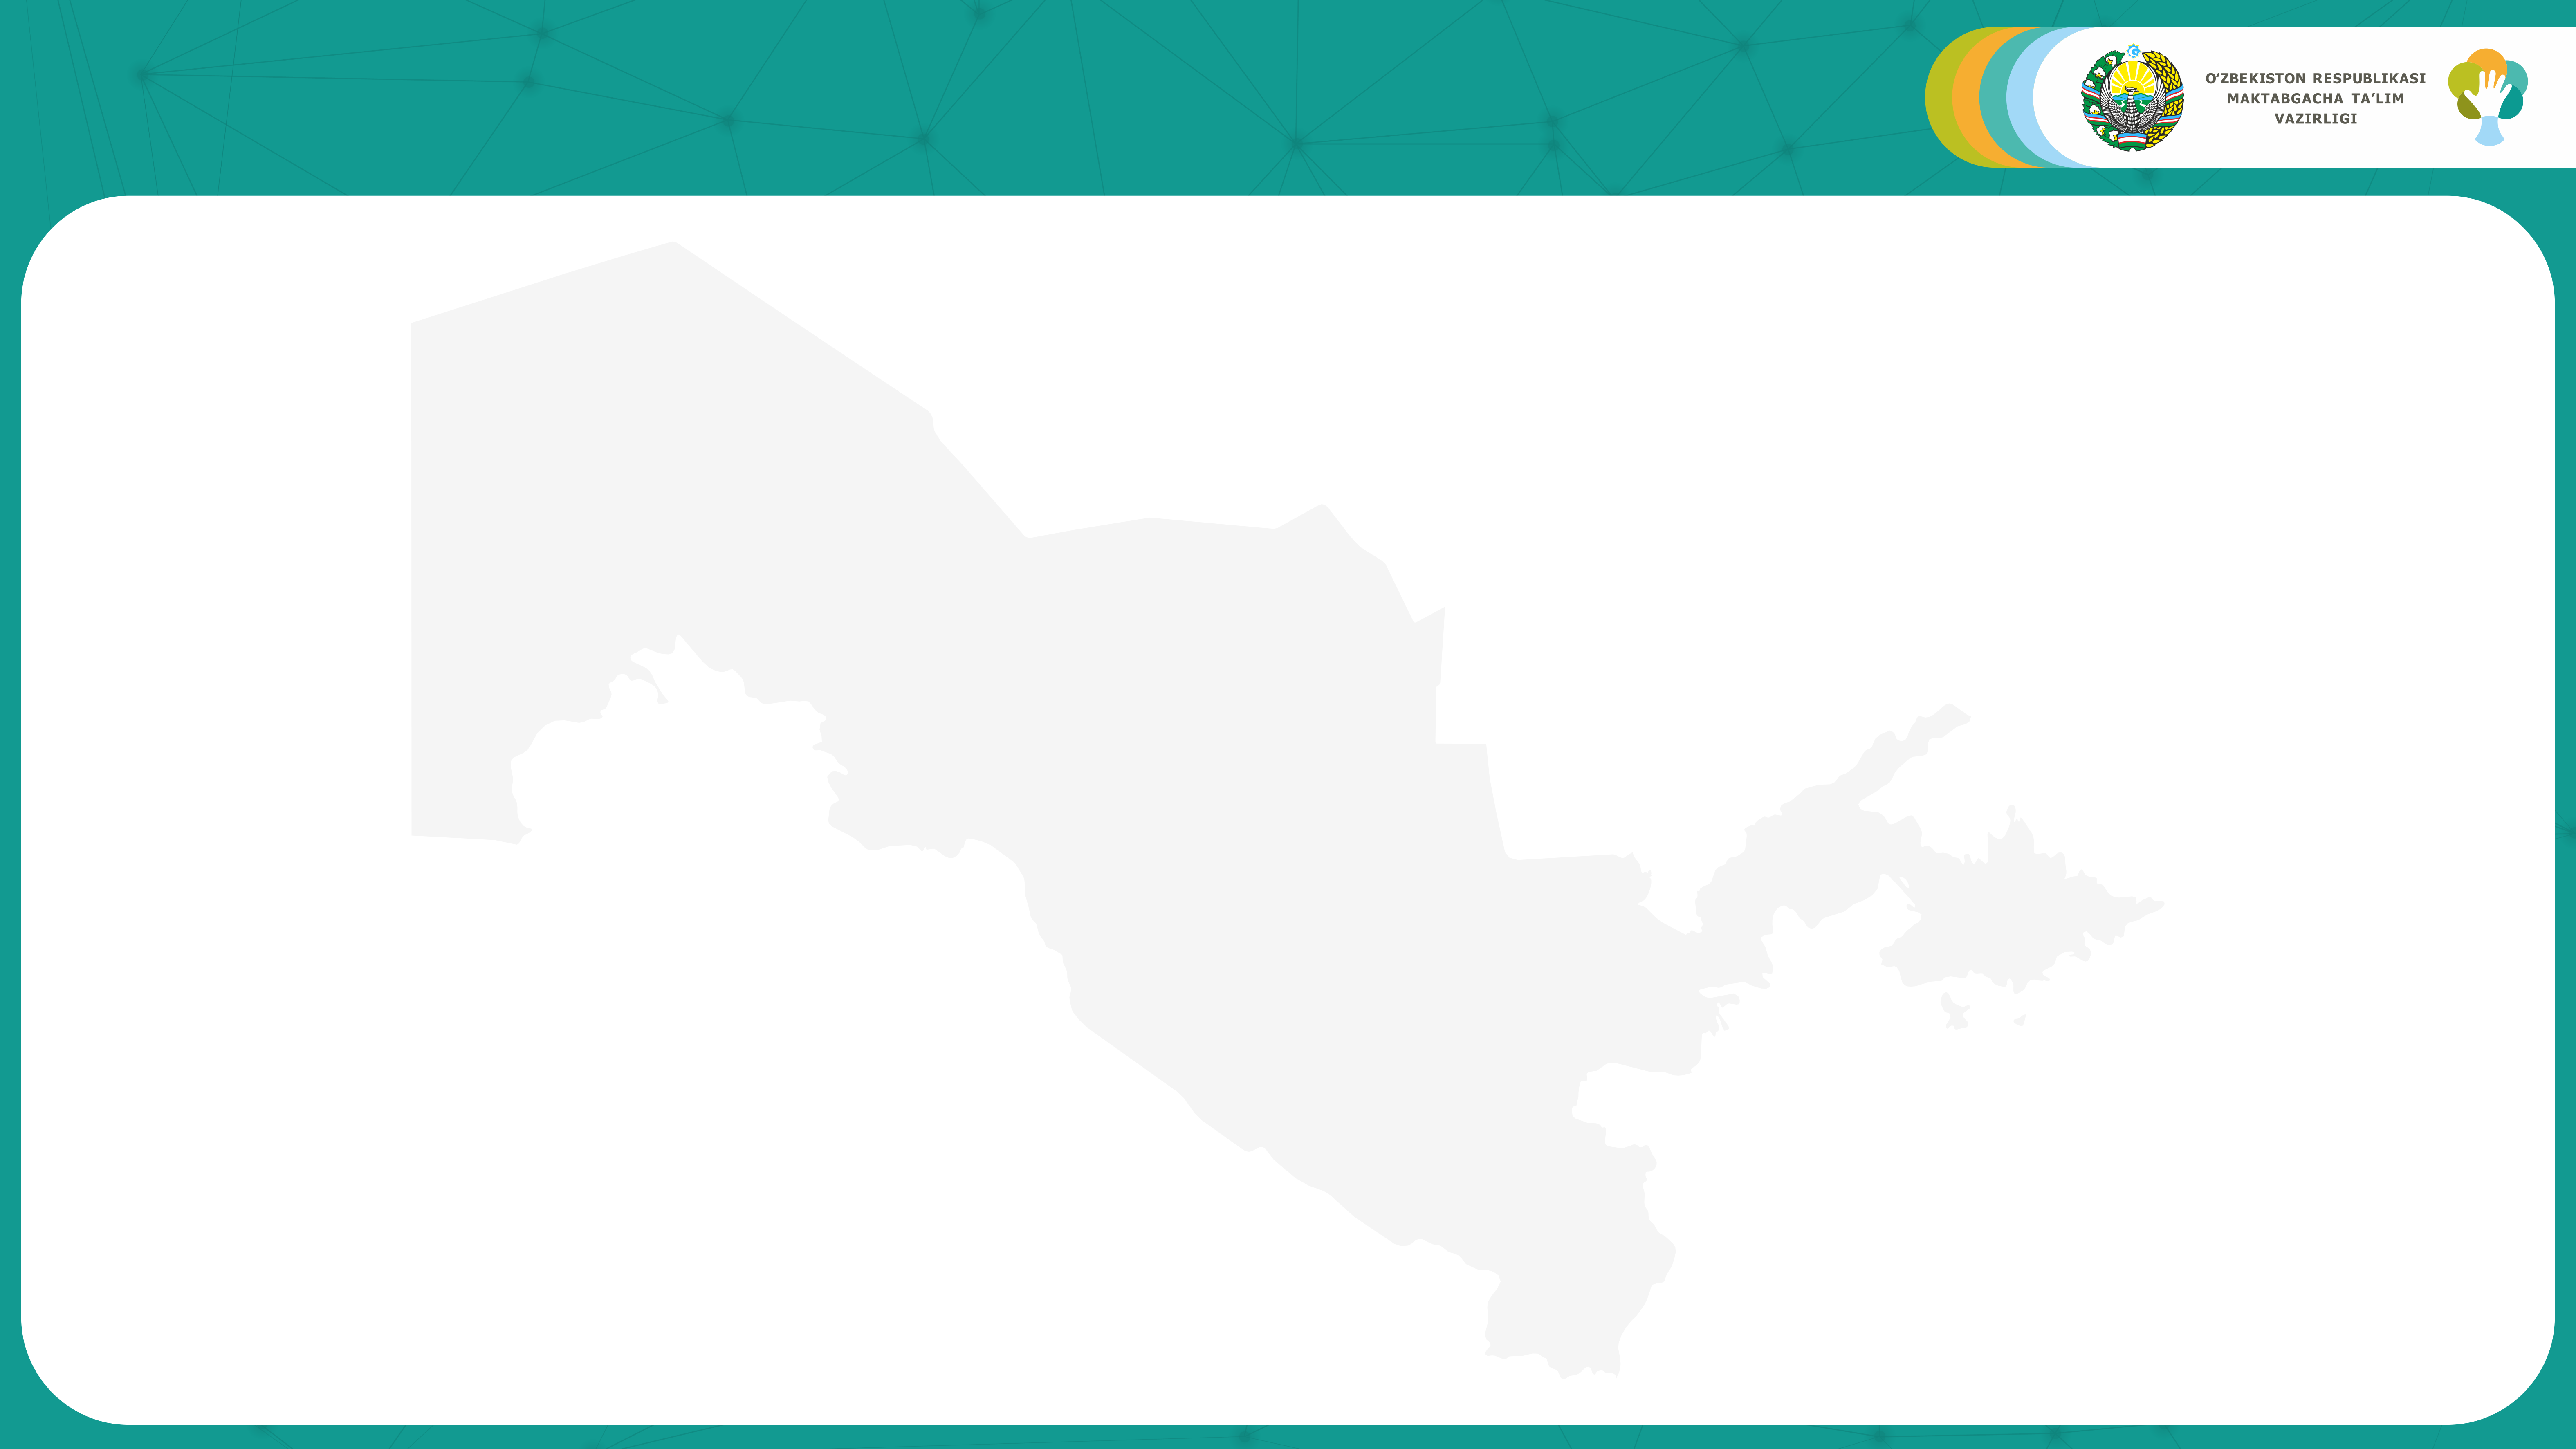 O‘ZBEKISTON RESPUBLIKASI
MAKTABGACHA TA’LIM
VAZIRLIGI